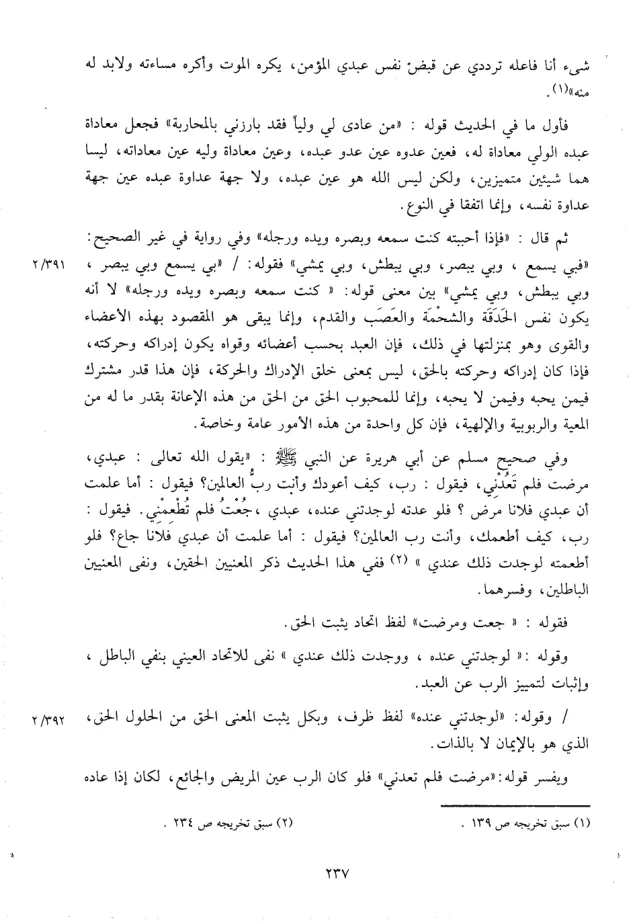 شىء أنا فاعله ترددي عن قبض نفس عبدي المؤمن، يكره الموت وأكره مساءته ولابد له
منه»(١).
فأول ما في الحديث قوله : «من عادى لي ولياً فقد بارزني بالمحاربة» فجعل معاداة
عبده الولي معاداة له، فعين عدوه عين عدو عبده، وعين معاداة وليه عين معاداته، ليسا
هما شيئين متميزين، ولكن ليس الله هو عين عبده، ولا جهة عداوة عبده عين جهة
عداوة نفسه، وإنما اتفقا في النوع.
ثم قال : «فإذا أحببته كنت سمعه وبصره ويده ورجله» وفي رواية في غير الصحيح:
٢/٣٩١ «فبي يسمع ، وبي يبصر، وبي يبطش، وبي يمشي» فقوله: / «بي يسمع وبي يبصر ،
وبي يبطش، وبي يمشي» بين معنى قوله: « كنت سمعه وبصره ويده ورجله» لا أنه
يكون نفس الحَدَقَة والشحْمَة والعَصَب والقدم، وإنما يبقى هو المقصود بهذه الأعضاء
والقوى وهو بمنزلتها في ذلك، فإن العبد بحسب أعضائه وقواه يكون إدراكه وحركته،
فإذا كان إدراكه وحركته بالحق، ليس بمعنى خلق الإدراك والحركة، فإن هذا قدر مشترك
فيمن يحبه وفيمن لا يحبه، وإنما للمحبوب الحق من الحق من هذه الإعانة بقدر ما له من
المعية والربوبية والإلهية، فإن كل واحدة من هذه الأمور عامة وخاصة.
وفي صحيح مسلم عن أبي هريرة عن النبي ﷺ : «يقول الله تعالى : عبدي،
مرضت فلم تَعُدْني، فيقول : رب، كيف أعودك وأنت ربُّ العالمين؟ فيقول : أما علمت
أن عبدي فلانا مرض ؟ فلو عدته لوجدتني عنده، عبدي ،جُعْتُ فلم تُطعِمْني. فيقول :
رب، كيف أطعمك، وأنت رب العالمين؟ فيقول : أما علمت أن عبدي فلانا جاع؟ فلو
أطعمته لوجدت ذلك عندي » (٢) ففي هذا الحديث ذكر المعنيين الحقين، ونفى المعنيين
الباطلين، وفسرهما.
فقوله : « جعت ومرضت» لفظ اتحاد يثبت الحق.
وقوله :« لوجدتني عنده ، ووجدت ذلك عندي » نفى للاتحاد العيني بنفي الباطل ،
وإثبات لتمييز الرب عن العبد.
٢/٣٩٢ / وقوله: «لوجدتني عنده» لفظ ظرف، وبكل يثبت المعنى الحق من الحلول الحق،
الذي هو بالإيمان لا بالذات.
ويفسر قوله:«مرضت فلم تعدني» فلو كان الرب عين المريض والجائع، لكان إذا عاده
(١) سبق تخريجه ص ١٣٩ . (٢) سبق تخريجه ص ٢٣٤ .
٢٣٧